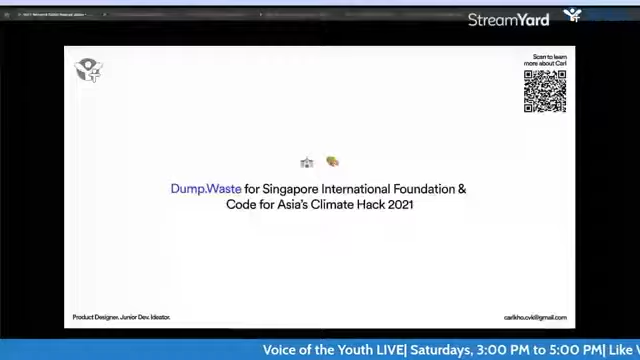 StreamYard
Scan to learn
more about Carl
Dump.Waste for Singapore International Foundation &
Code for Asia's Climate Hack 2021
Product Designer. Junior Dev. Ideator.
carlkho.cvk@gmail.com
Voice of the Youth LIVE| Saturdays, 3:00 PM to 5:00 PM| Like V